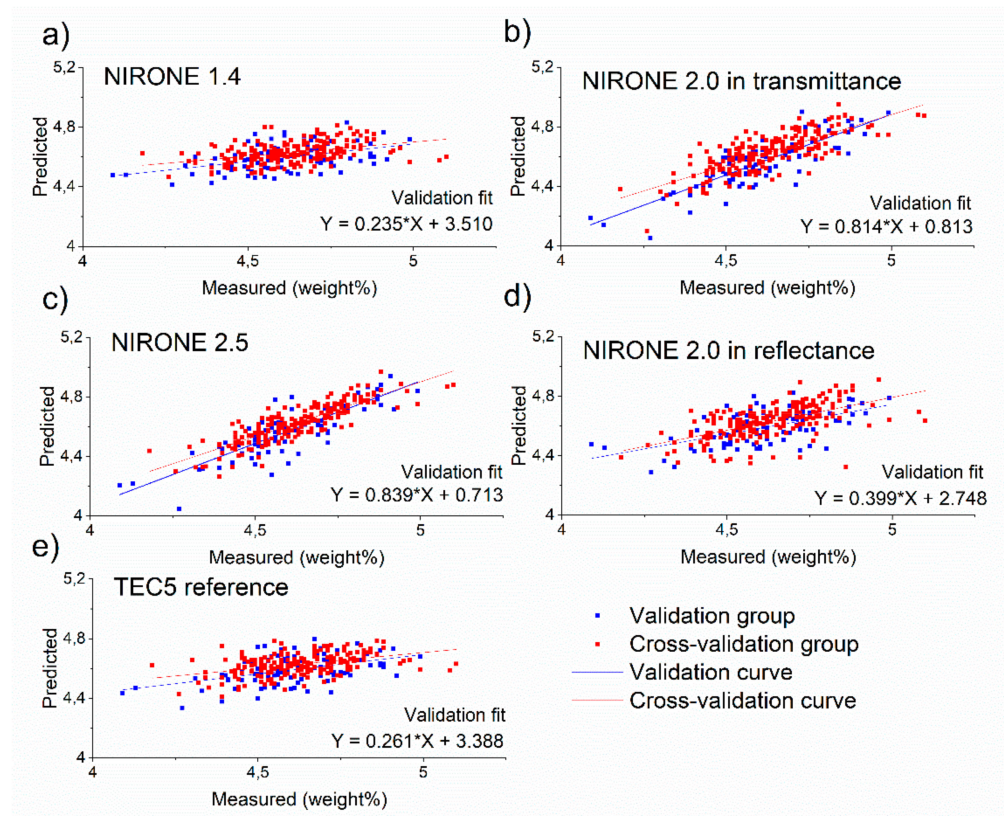 a)
NIRONE 1.4
5,2
4,8
4,4
4
Predicted
Validation fit
Y = 0.235*X + 3.510
4
4,5
5
Measured (weight%)
b)
NIRONE 2.0 in transmittance
5,2
4,8
4,4
4
Predicted
Validation fit
Y = 0.814*X + 0.813
4
4,5
5
Measured (weight%)
c)
NIRONE 2.5
5,2
4,8
4,4
4
Predicted
Validation fit
Y = 0.839*X + 0.713
4
4,5
5
Measured (weight%)
d)
NIRONE 2.0 in reflectance
5,2
4,8
4,4
4
Predicted
Validation fit
Y = 0.399*X + 2.748
4
4,5
5
Measured (weight%)
e)
TEC5 reference
5,2
4,8
4,4
4
Predicted
Validation fit
Y = 0.261*X + 3.388
4
4,5
5
Measured (weight%)
Validation group
Cross-validation group
Validation curve
Cross-validation curve